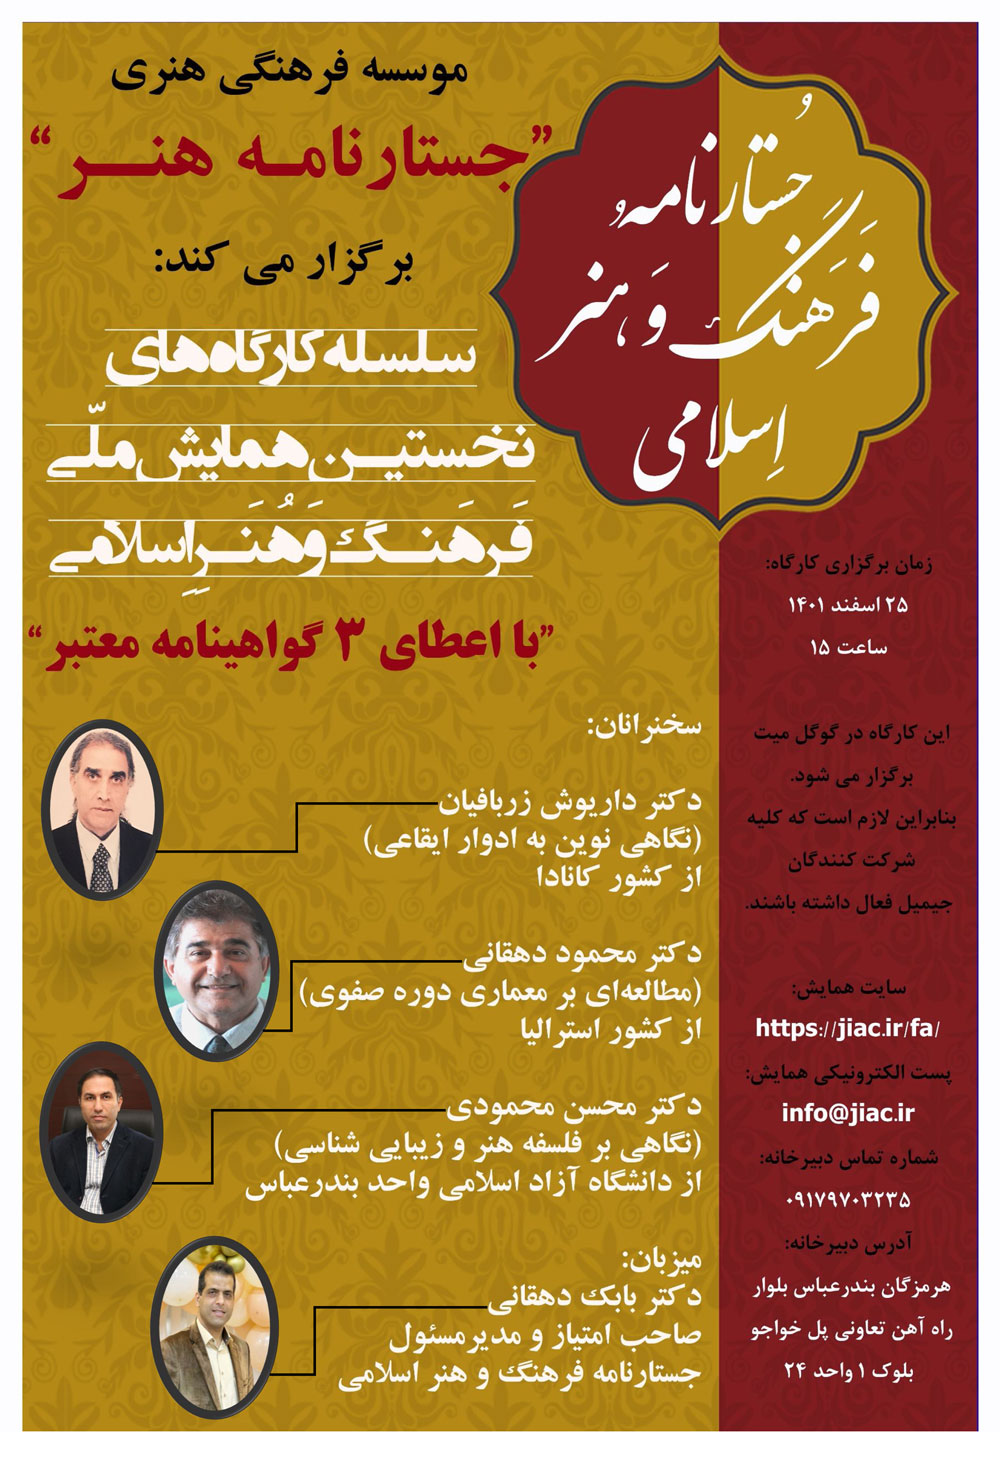 موسسه فرهنگی هنری
”جستارنامه هنر“
برگزار می کند:
سلسله کارگاه‌های
نخستین همایش ملّی
فَرهَنگ وَ هُنَرِ اسلامی
”با اعطای ۳ گواهینامه معتبر“
جُستارنامهٔ
فَرهَنگ وَ هُنَر
اِسلامی
سخنرانان:
دکتر داریوش زربافیان
(نگاهی نوین به ادوار ایقاعی)
از کشور کانادا
دکتر محمود دهقانی
(مطالعه‌ای بر معماری دوره صفوی)
از کشور استرالیا
دکتر محسن محمودی
(نگاهی بر فلسفه هنر و زیبایی شناسی)
از دانشگاه آزاد اسلامی واحد بندرعباس
میزبان:
دکتر بابک دهقانی
صاحب امتیاز و مدیرمسئول
جستارنامه فرهنگ و هنر اسلامی
زمان برگزاری کارگاه:
۲۵ اسفند ۱۴۰۱
ساعت ۱۵
این کارگاه در گوگل میت
برگزار می شود.
بنابراین لازم است که کلیه
شرکت کنندگان
جیمیل فعال داشته باشند.
سایت همایش:
https://jiac.ir/fa/
پست الکترونیکی همایش:
info@jiac.ir
شماره تماس دبیرخانه:
۰۹۱۷۹۷۰۳۲۳۵
آدرس دبیرخانه:
هرمزگان بندرعباس بلوار
راه آهن تعاونی پل خواجو
بلوک ۱ واحد ۲۴